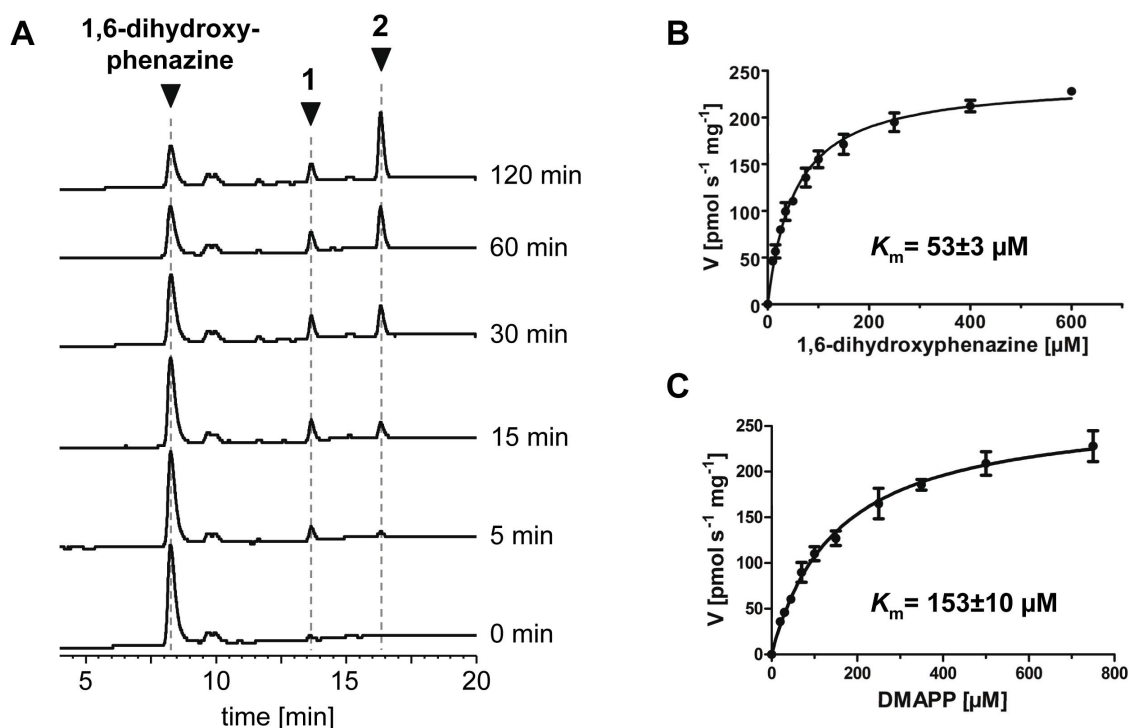 A
1,6-dihydroxy-
phenazine
1
2
120 min
60 min
30 min
15 min
5 min
0 min
5
10
15
20
time [min]
B
V [pmol s⁻¹ mg⁻¹]
250
200
150
100
50
0
Kₘ= 53±3 µM
0
200
400
600
1,6-dihydroxyphenazine [µM]
C
V [pmol s⁻¹ mg⁻¹]
250
200
150
100
50
0
Kₘ= 153±10 µM
0
200
400
600
800
DMAPP [µM]